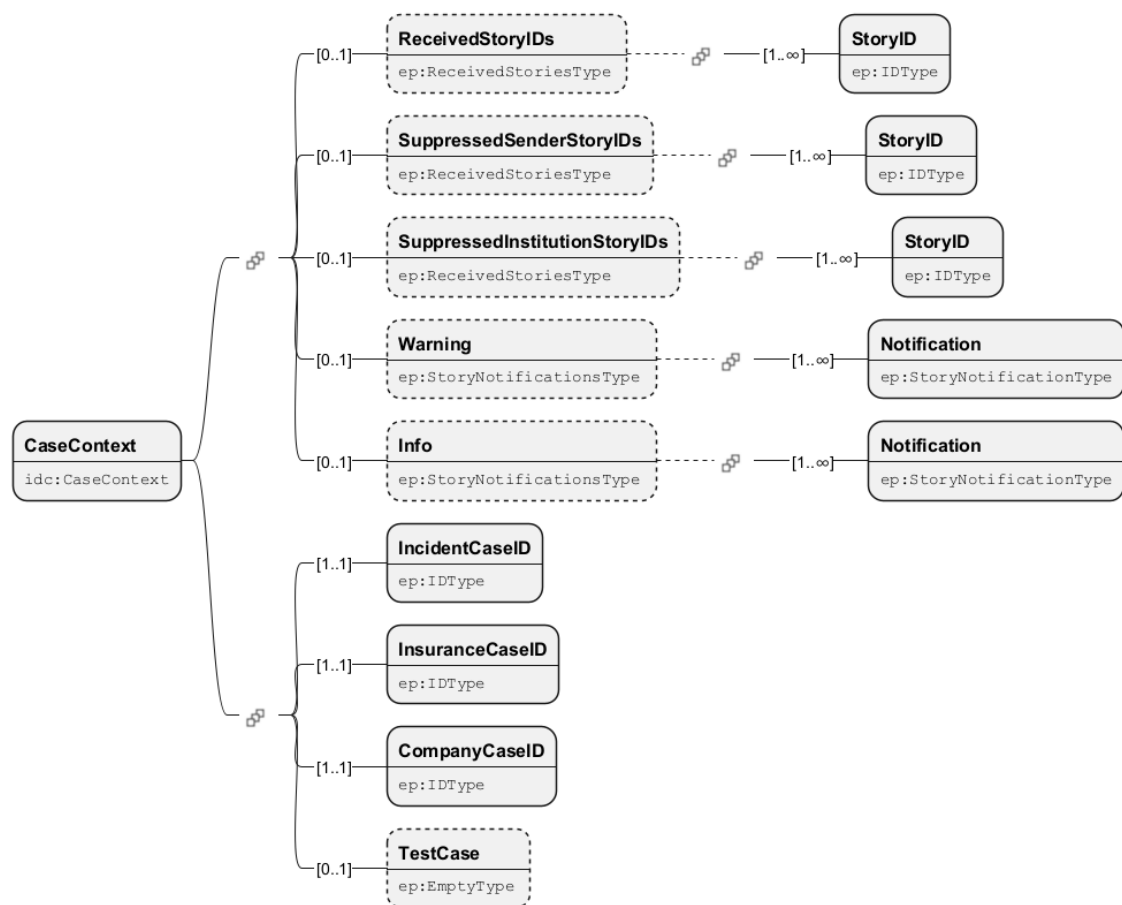 ReceivedStoryIDs
[0..1]
ep:ReceivedStoriesType
[1..∞]
StoryID
ep:IDType
SuppressedSenderStoryIDs
[0..1]
ep:ReceivedStoriesType
[1..∞]
StoryID
ep:IDType
SuppressedInstitutionStoryIDs
[0..1]
ep:ReceivedStoriesType
[1..∞]
StoryID
ep:IDType
Warning
[0..1]
ep:StoryNotificationsType
[1..∞]
Notification
ep:StoryNotificationType
CaseContext
idc:CaseContext
Info
[0..1]
ep:StoryNotificationsType
[1..∞]
Notification
ep:StoryNotificationType
IncidentCaseID
[1..1]
ep:IDType
InsuranceCaseID
[1..1]
ep:IDType
CompanyCaseID
[1..1]
ep:IDType
TestCase
[0..1]
ep:EmptyType